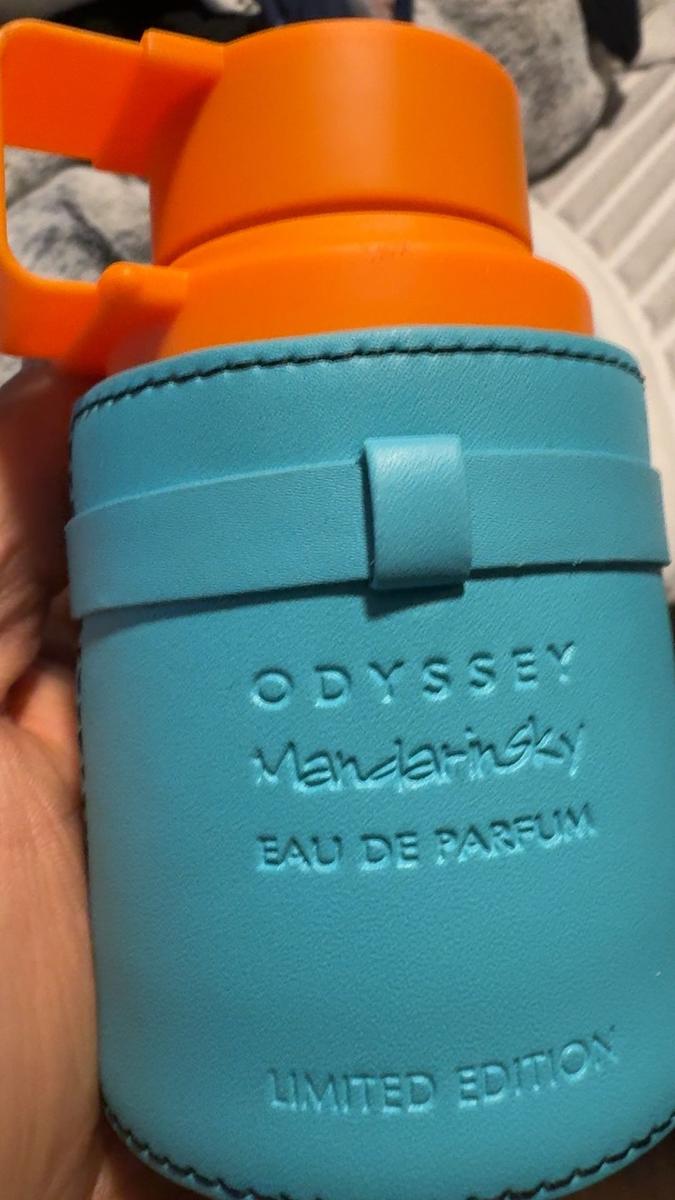 ODYSSEY
MandarinSky
EAU DE PARFUM
LIMITED EDITION